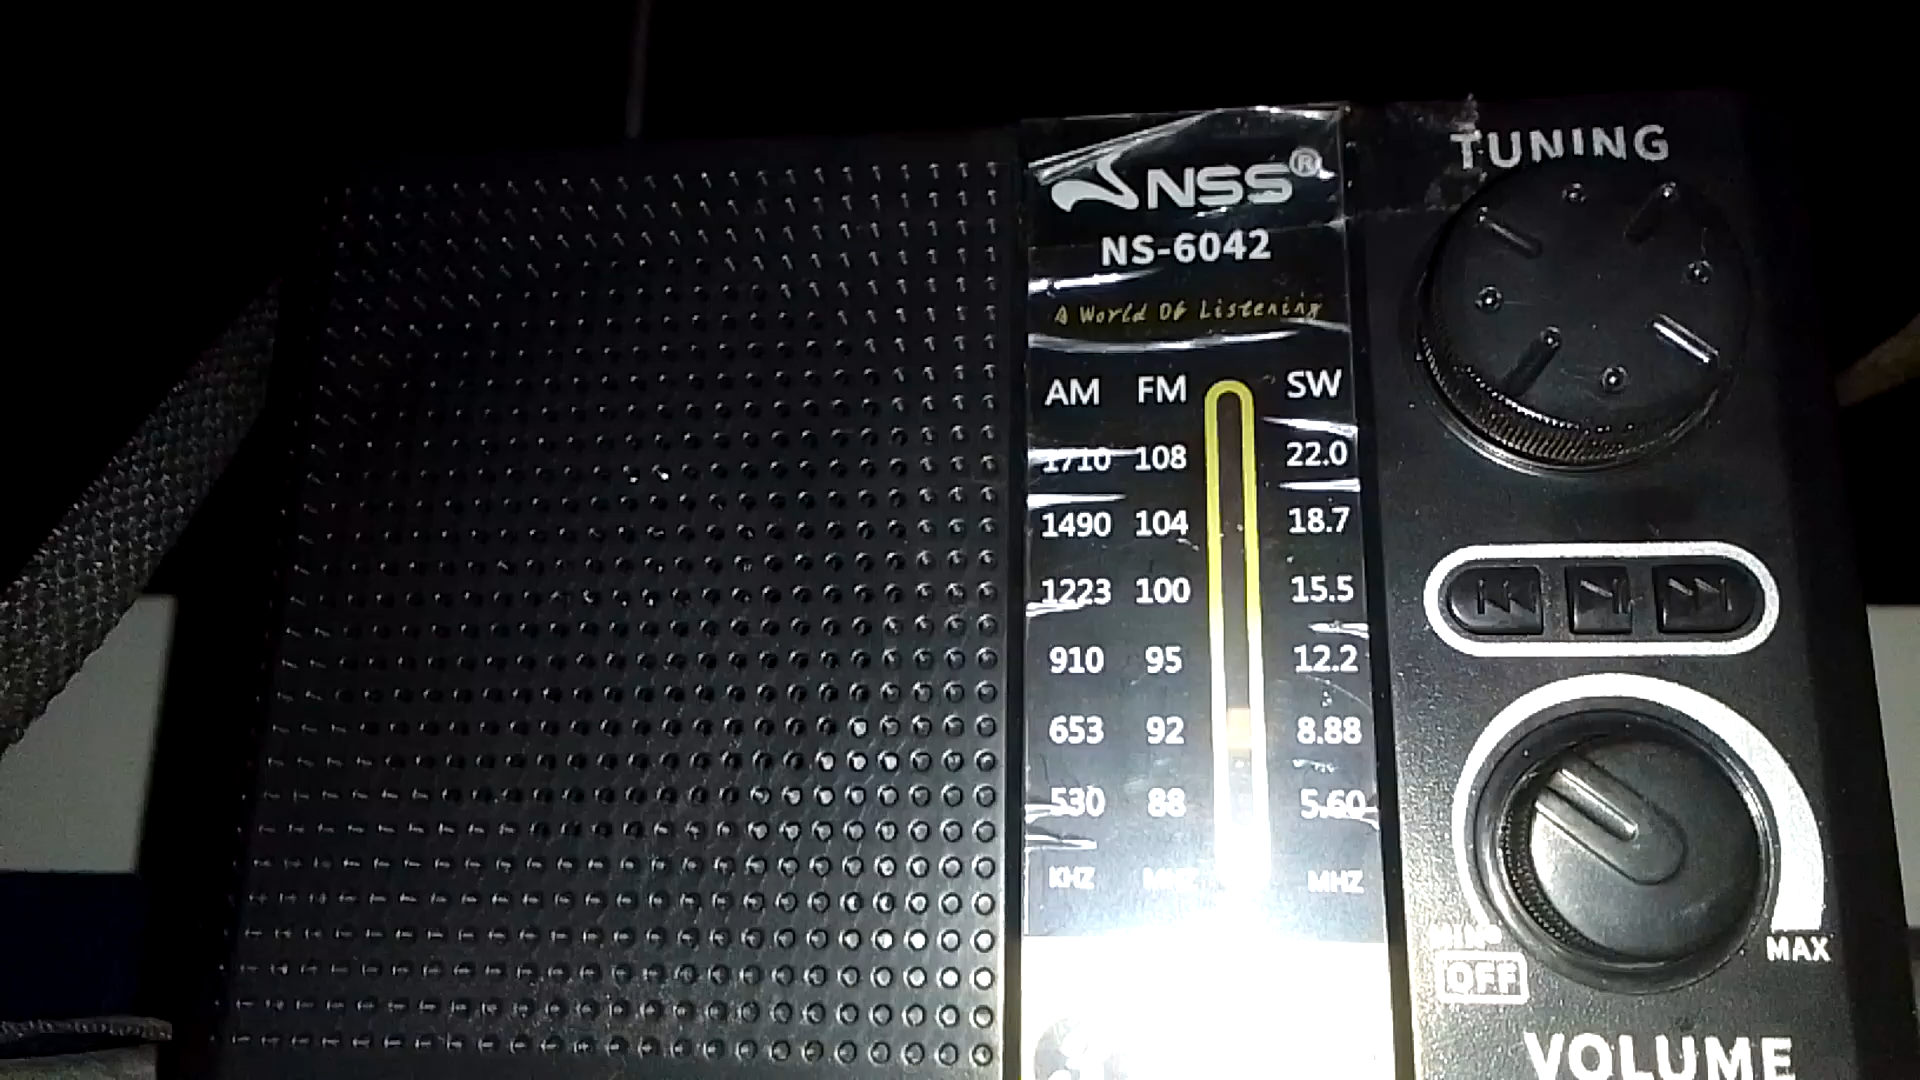 NSS®
NS-6042
A World Of Listening
AM FM SW
1710 108 22.0
1490 104 18.7
1223 100 15.5
910 95 12.2
653 92 8.88
530 88 5.60
KHZ MHZ MHZ
TUNING
MIN
MAX
OFF
VOLUME